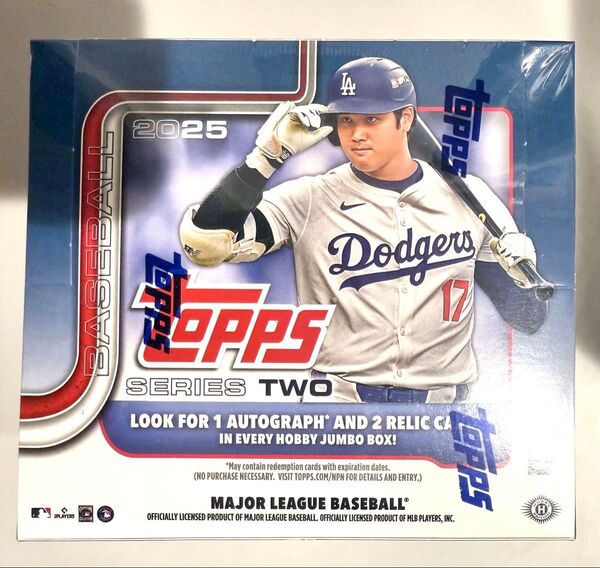 BASEBALL
2025
LA
Dodgers
17
Topps
Topps
Topps
Topps
SERIES TWO
LOOK FOR 1 AUTOGRAPH* AND 2 RELIC
IN EVERY HOBBY JUMBO BOX!
*May contain redemption cards with expiration dates.
(NO PURCHASE NECESSARY. VISIT TOPPS.COM/NPN FOR DETAILS AND ENTRY.)
MAJOR LEAGUE BASEBALL®
OFFICIALLY LICENSED PRODUCT OF MAJOR LEAGUE BASEBALL. OFFICIALLY LICENSED PRODUCT OF MLB PLAYERS, INC.
PLAYERS
H